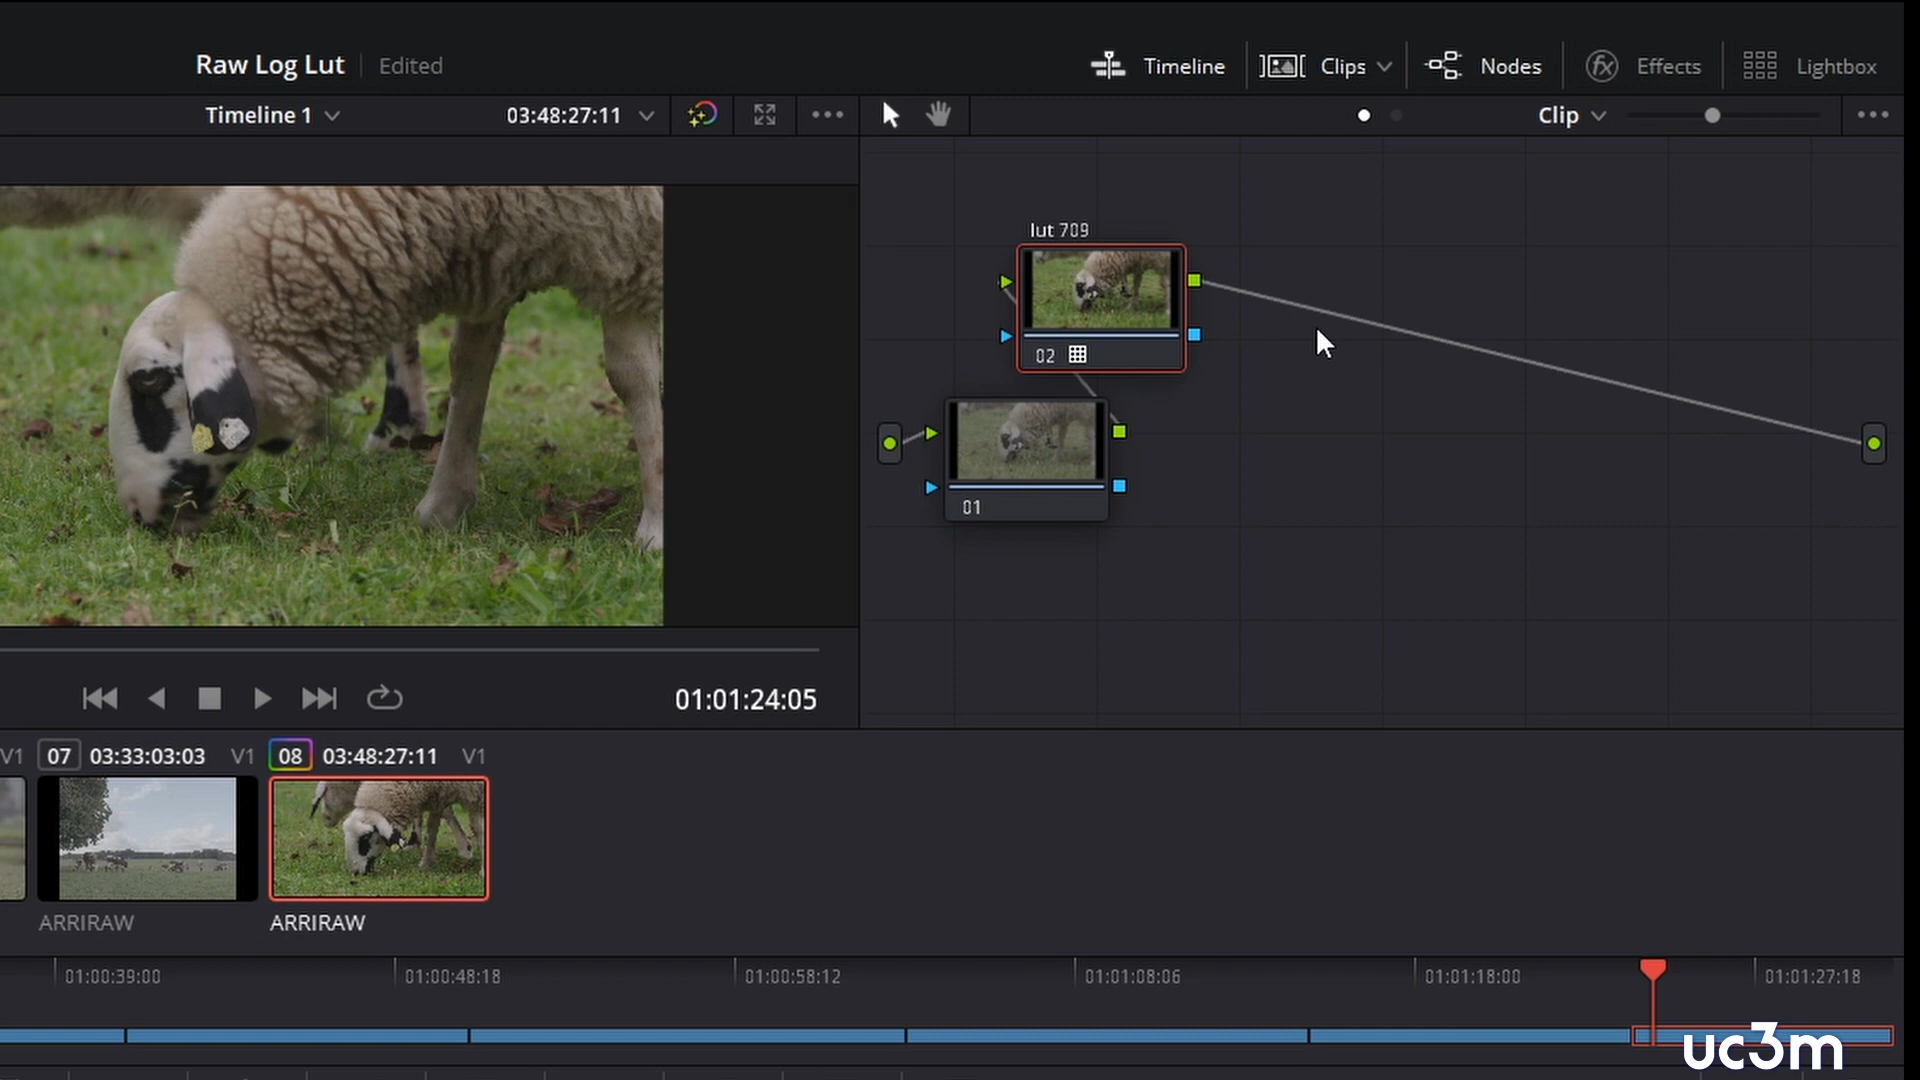 Raw Log Lut
Edited
Timeline
Clips
Nodes
fx
Effects
Lightbox
Timeline 1
03:48:27:11
Clip
lut 709
02
01
01:01:24:05
V1
07
03:33:03:03
V1
08
03:48:27:11
V1
ARRIRAW
ARRIRAW
01:00:39:00
01:00:48:18
01:00:58:12
01:01:08:06
01:01:18:00
01:01:27:18
uc3m